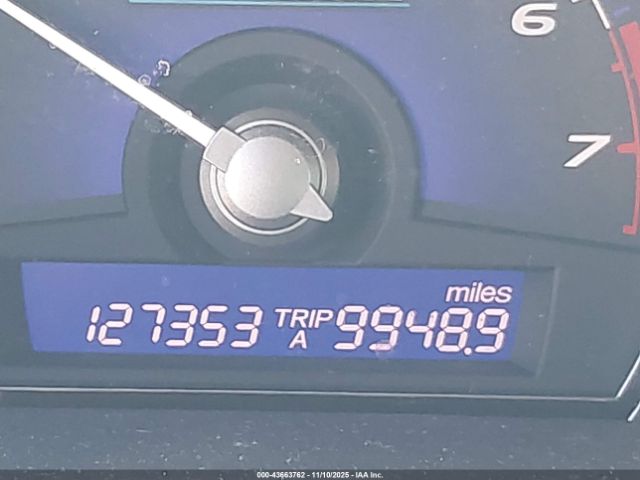 6
7
miles
127353 TRIP A 9948.9
000-43663762 - 11/10/2025 - IAA Inc.